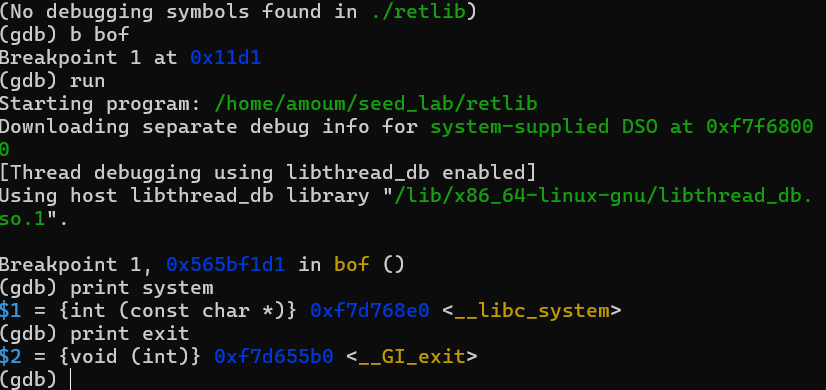 (No debugging symbols found in ./retlib)
(gdb) b bof
Breakpoint 1 at 0x11d1
(gdb) run
Starting program: /home/amoum/seed_lab/retlib
Downloading separate debug info for system-supplied DSO at 0xf7f6800
0
[Thread debugging using libthread_db enabled]
Using host libthread_db library "/lib/x86_64-linux-gnu/libthread_db.
so.1".
Breakpoint 1, 0x565bf1d1 in bof ()
(gdb) print system
$1 = {int (const char *)} 0xf7d768e0 <__libc_system>
(gdb) print exit
$2 = {void (int)} 0xf7d655b0 <__GI_exit>
(gdb)